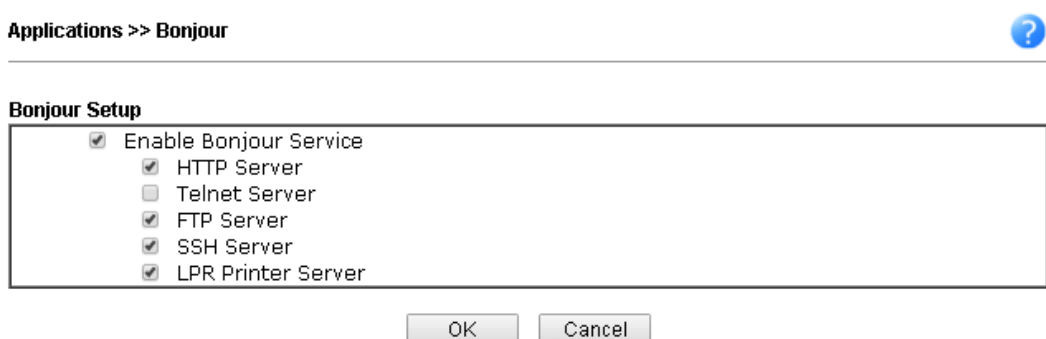 Applications >> Bonjour
?
Bonjour Setup
Enable Bonjour Service
HTTP Server
Telnet Server
FTP Server
SSH Server
LPR Printer Server
OK Cancel